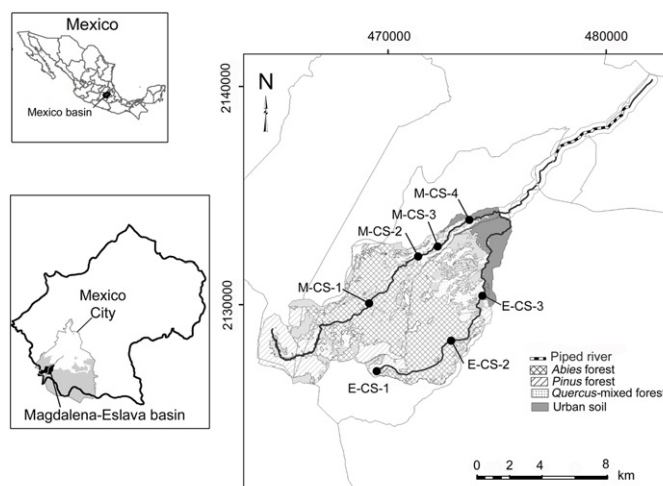 Mexico
Mexico basin
Mexico
City
Magdalena-Eslava basin
470000
480000
2140000
2130000
N
M-CS-4
M-CS-3
M-CS-2
M-CS-1
E-CS-3
E-CS-2
E-CS-1
Piped river
Abies forest
Pinus forest
Quercus-mixed forest
Urban soil
0 2 4 6 8
km